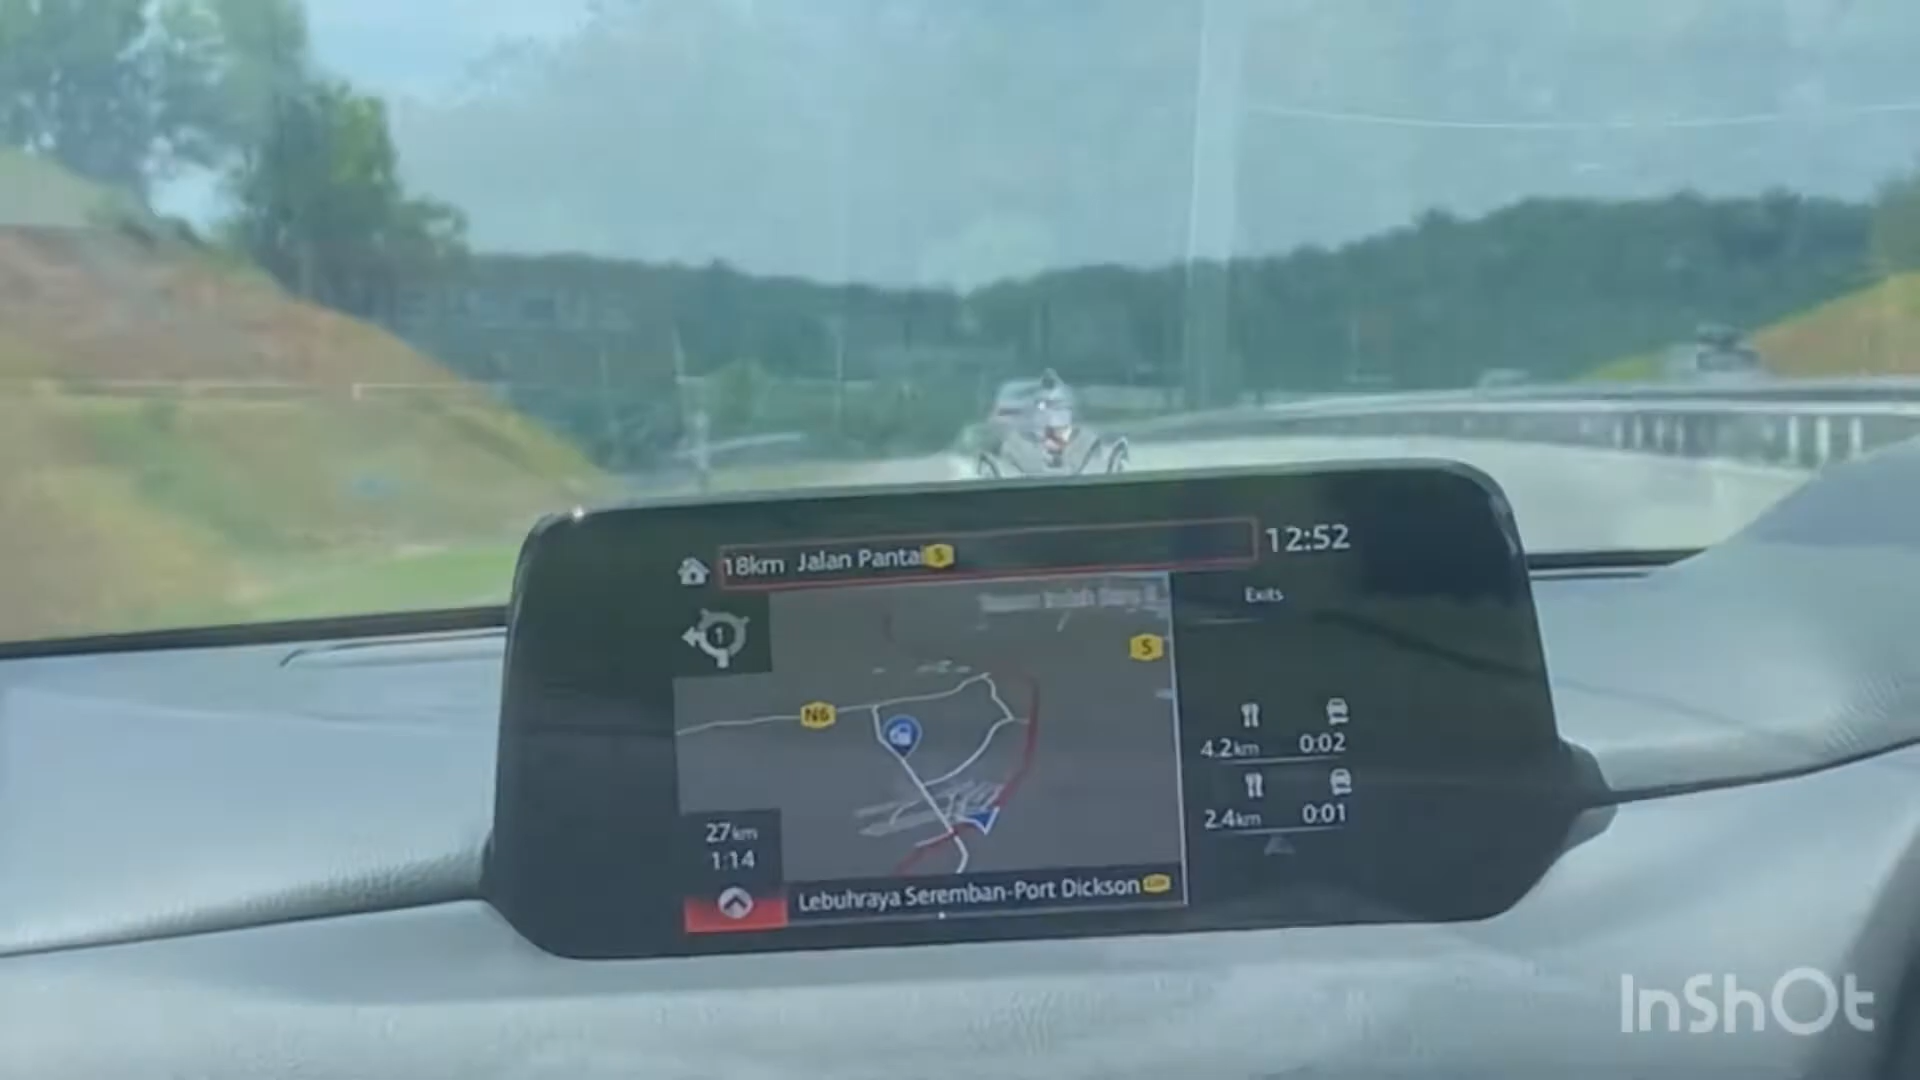 18km Jalan Pantai 5
12:52
Exits
1
5
N6
4.2km 0:02
2.4km 0:01
27km
1:14
Lebuhraya Seremban-Port Dickson
InShOt